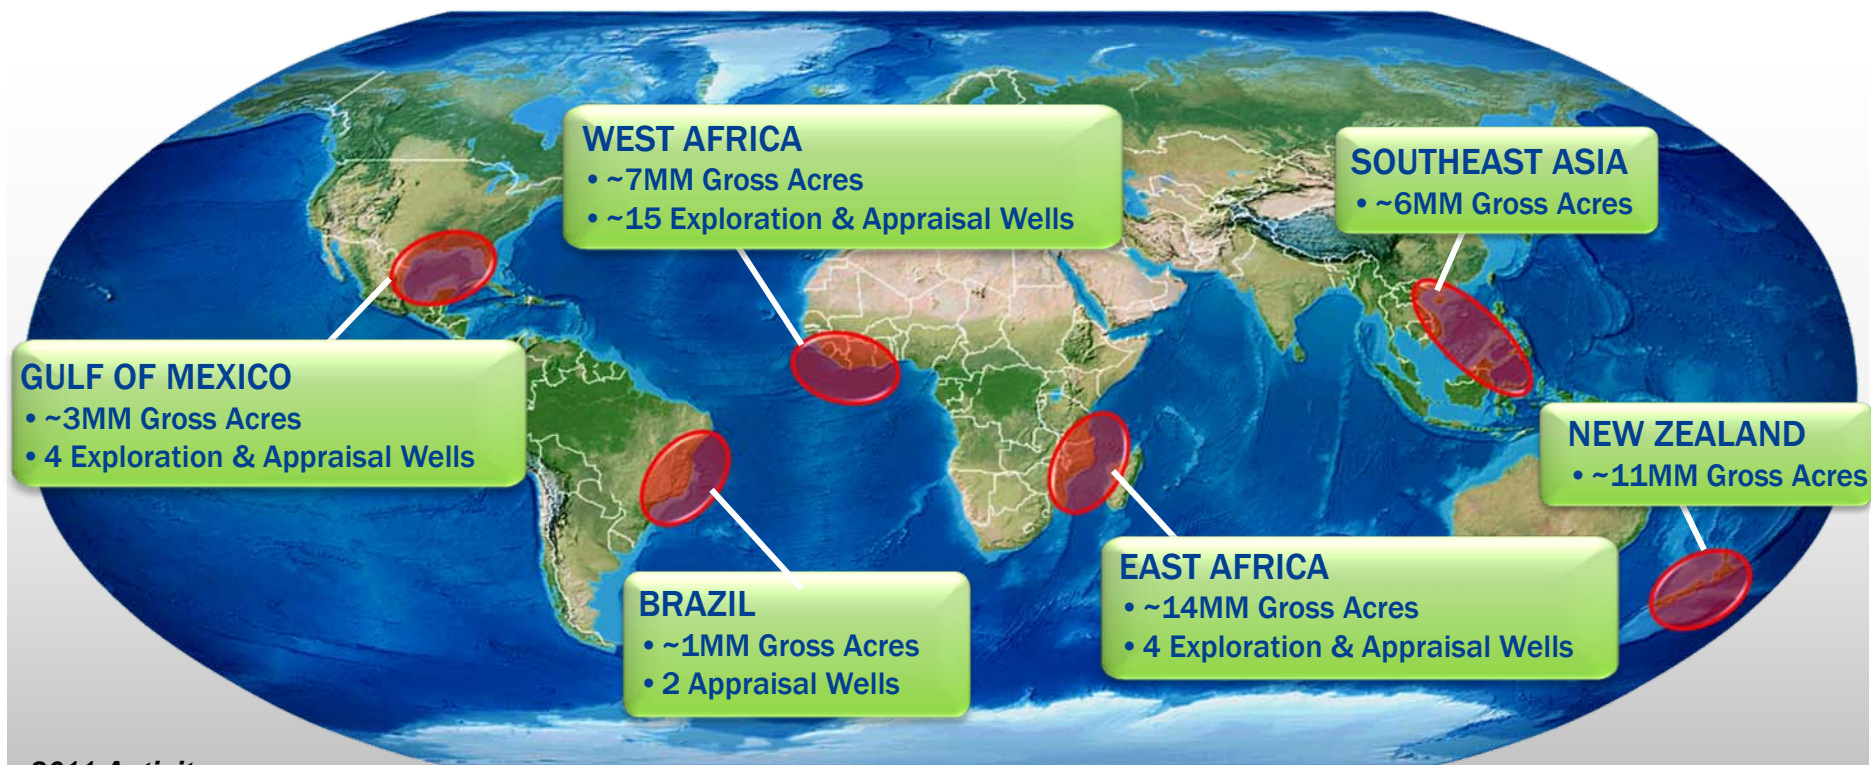 WEST AFRICA
• ~7MM Gross Acres
• ~15 Exploration & Appraisal Wells
SOUTHEAST ASIA
• ~6MM Gross Acres
GULF OF MEXICO
• ~3MM Gross Acres
• 4 Exploration & Appraisal Wells
NEW ZEALAND
• ~11MM Gross Acres
BRAZIL
• ~1MM Gross Acres
• 2 Appraisal Wells
EAST AFRICA
• ~14MM Gross Acres
• 4 Exploration & Appraisal Wells